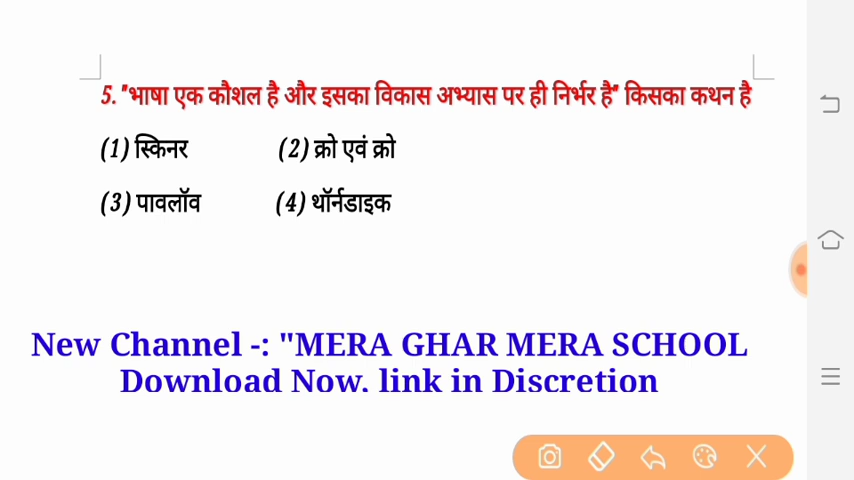 5. "भाषा एक कौशल है और इसका विकास अभ्यास पर ही निर्भर है" किसका कथन है
(1) स्किनर (2) क्रो एवं क्रो
(3) पावलॉव (4) थॉर्नडाइक
New Channel -: "MERA GHAR MERA SCHOOL
Download Now. link in Discretion